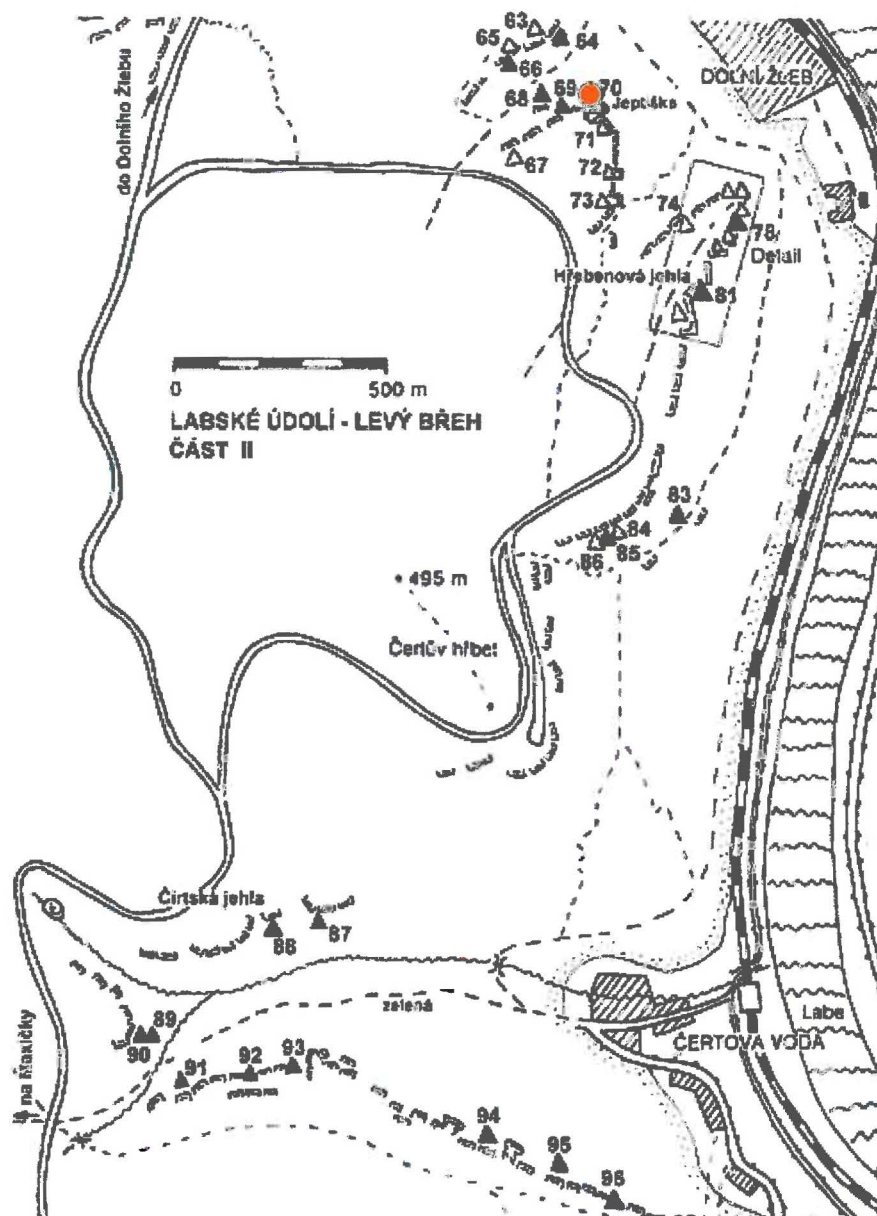 63
64
65
66
DOLNÍ ŽLEB
68
69
70
Jeptiška
71
do Dolního Žlebu
67
72
73
74
78
Detail
Hřebenová jehla
81
0
500 m
LABSKÉ ÚDOLÍ - LEVÝ BŘEH
ČÁST II
83
84
86
85
495 m
Čertův hřbet
Čirtská jehla
88
87
zelená
Labe
89
90
ČERTOVA VODA
na Maxičky
91
92
93
94
95
96